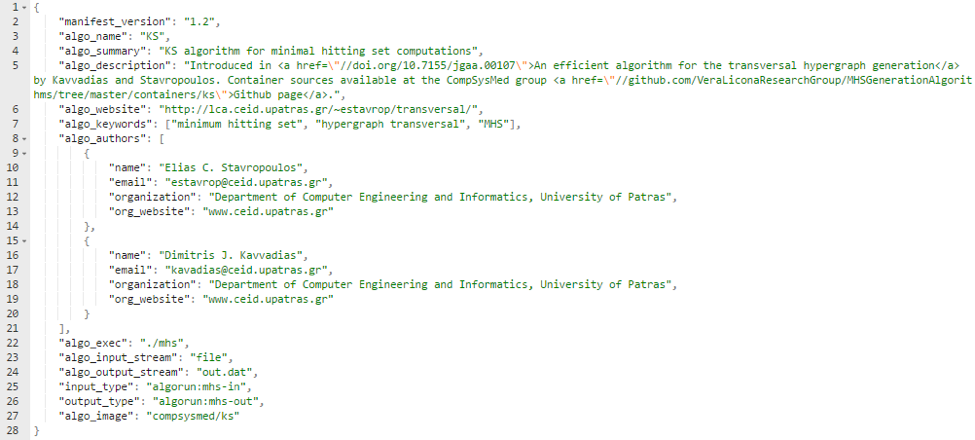 1 {
2 "manifest_version": "1.2",
3 "algo_name": "KS",
4 "algo_summary": "KS algorithm for minimal hitting set computations",
5 "algo_description": "Introduced in <a href=\"//doi.org/10.7155/jgaa.00107\">An efficient algorithm for the transversal hypergraph generation</a>
by Kavvadias and Stavropoulos. Container sources available at the CompSysMed group <a href=\"//github.com/VeraLiconaResearchGroup/MHSGenerationAlgorit
hms/tree/master/containers/ks\">Github page</a>.",
6 "algo_website": "http://lca.ceid.upatras.gr/~estavrop/transversal/",
7 "algo_keywords": ["minimum hitting set", "hypergraph transversal", "MHS"],
8 "algo_authors": [
9 {
10 "name": "Elias C. Stavropoulos",
11 "email": "estavrop@ceid.upatras.gr",
12 "organization": "Department of Computer Engineering and Informatics, University of Patras",
13 "org_website": "www.ceid.upatras.gr"
14 },
15 {
16 "name": "Dimitris J. Kavvadias",
17 "email": "kavadias@ceid.upatras.gr",
18 "organization": "Department of Computer Engineering and Informatics, University of Patras",
19 "org_website": "www.ceid.upatras.gr"
20 }
21 ],
22 "algo_exec": "./mhs",
23 "algo_input_stream": "file",
24 "algo_output_stream": "out.dat",
25 "input_type": "algorun:mhs-in",
26 "output_type": "algorun:mhs-out",
27 "algo_image": "compsysmed/ks"
28 }